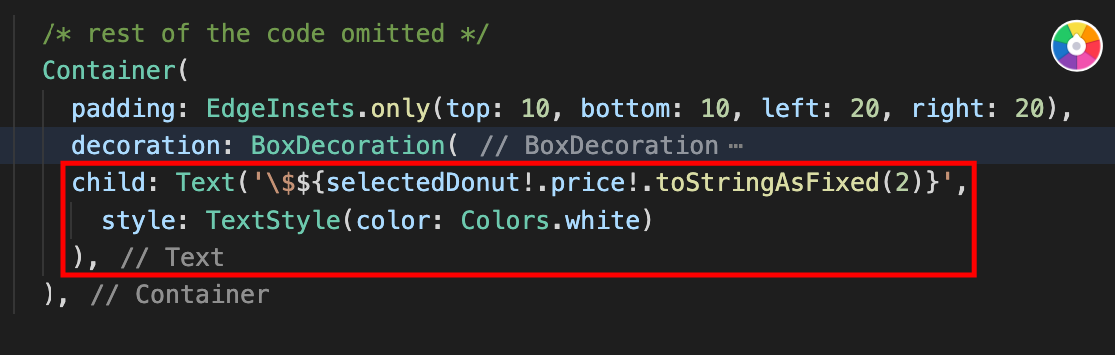 /* rest of the code omitted */
Container(
padding: EdgeInsets.only(top: 10, bottom: 10, left: 20, right: 20),
decoration: BoxDecoration( // BoxDecoration ⋯
child: Text('\$${selectedDonut!.price!.toStringAsFixed(2)}',
style: TextStyle(color: Colors.white)
), // Text
), // Container